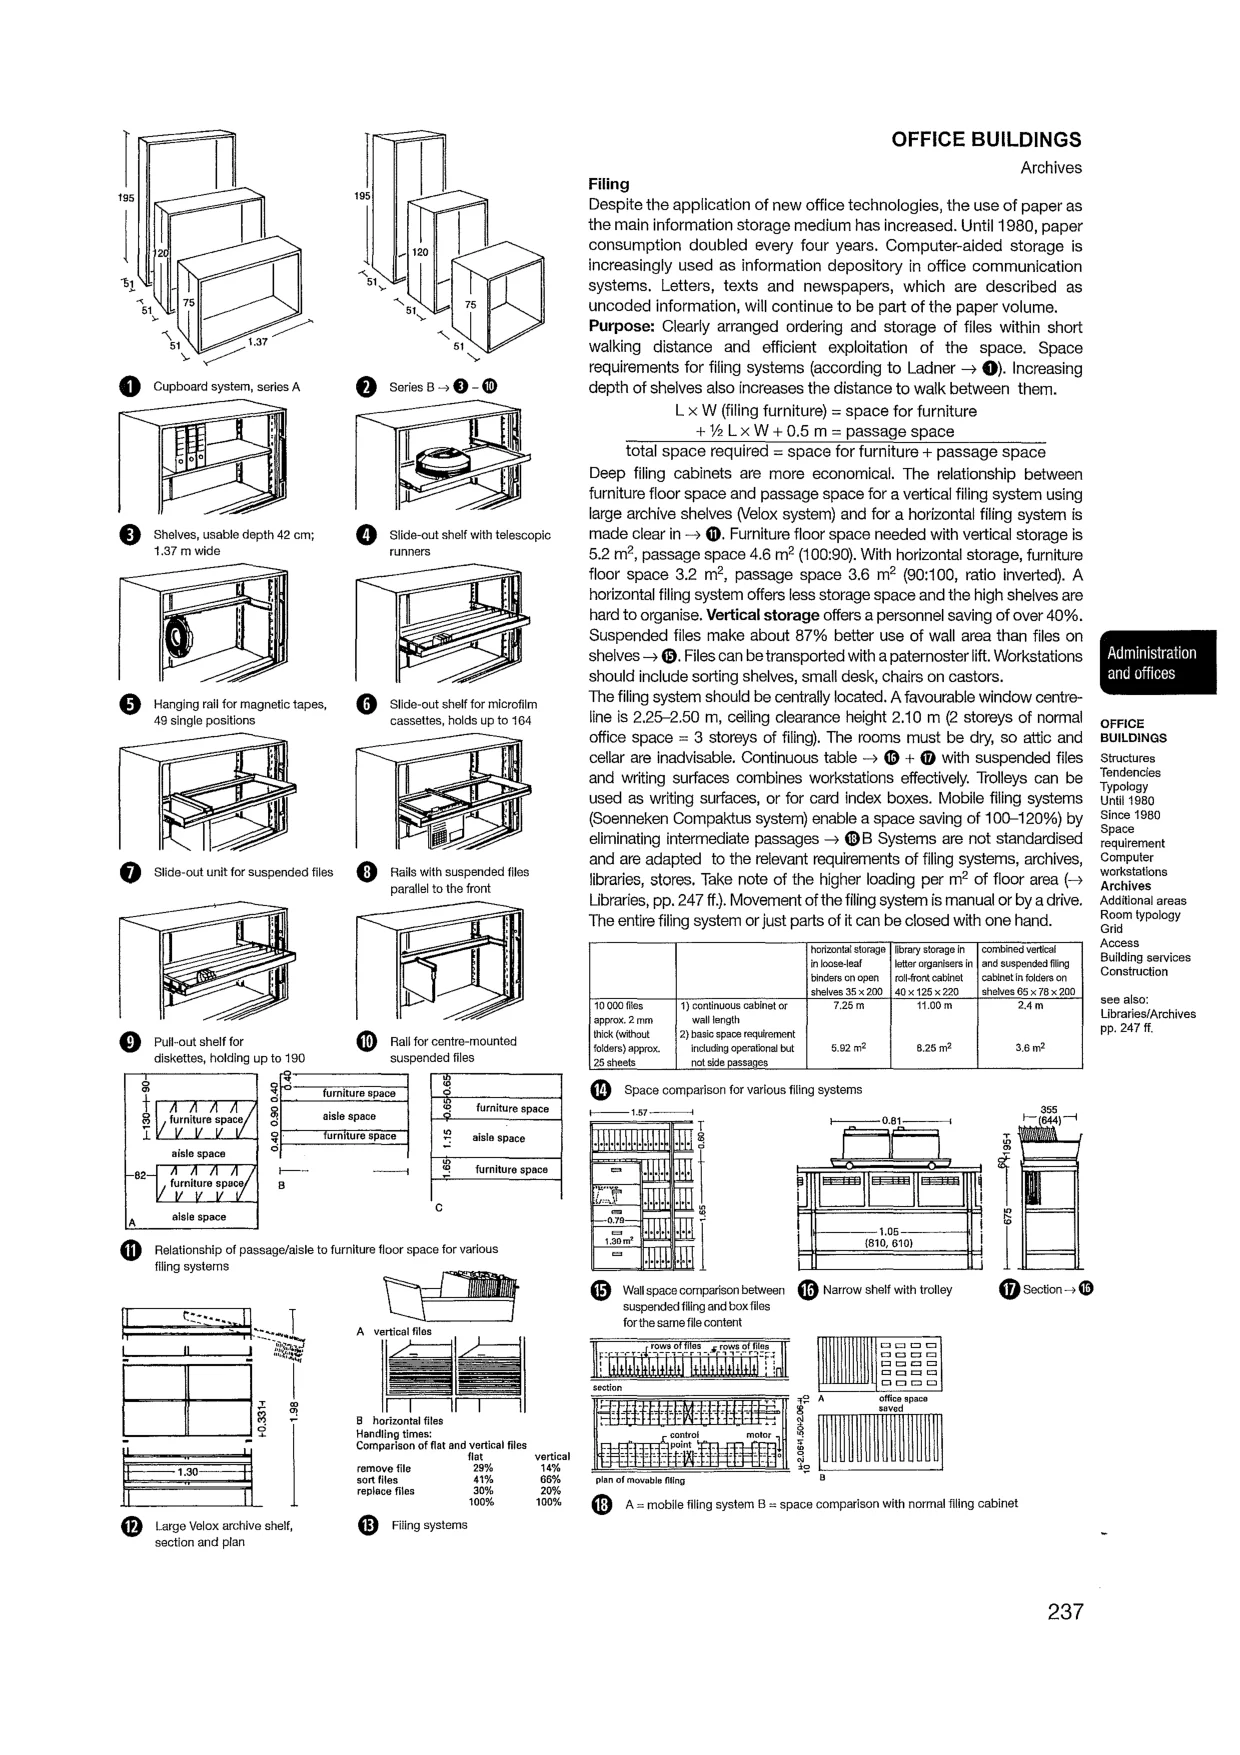 OFFICE BUILDINGS
Archives
Filing
Despite the application of new office technologies, the use of paper as
the main information storage medium has increased. Until 1980, paper
consumption doubled every four years. Computer-aided storage is
increasingly used as information depository in office communication
systems. Letters, texts and newspapers, which are described as
uncoded information, will continue to be part of the paper volume.
Purpose: Clearly arranged ordering and storage of files within short
walking distance and efficient exploitation of the space. Space
requirements for filing systems (according to Ladner → ❶). Increasing
depth of shelves also increases the distance to walk between them.
L × W (filing furniture) = space for furniture
+ ½ L × W + 0.5 m = passage space
total space required = space for furniture + passage space
Deep filing cabinets are more economical. The relationship between
furniture floor space and passage space for a vertical filing system using
large archive shelves (Velox system) and for a horizontal filing system is
made clear in → ⓫. Furniture floor space needed with vertical storage is
5.2 m², passage space 4.6 m² (100:90). With horizontal storage, furniture
floor space 3.2 m², passage space 3.6 m² (90:100, ratio inverted). A
horizontal filing system offers less storage space and the high shelves are
hard to organise. Vertical storage offers a personnel saving of over 40%.
Suspended files make about 87% better use of wall area than files on
shelves → ⓯. Files can be transported with a paternoster lift. Workstations
should include sorting shelves, small desk, chairs on castors.
The filing system should be centrally located. A favourable window centre-
line is 2.25–2.50 m, ceiling clearance height 2.10 m (2 storeys of normal
office space = 3 storeys of filing). The rooms must be dry, so attic and
cellar are inadvisable. Continuous table → ⓰ + ⓱ with suspended files
and writing surfaces combines workstations effectively. Trolleys can be
used as writing surfaces, or for card index boxes. Mobile filing systems
(Soenneken Compaktus system) enable a space saving of 100–120%) by
eliminating intermediate passages → ⓲B Systems are not standardised
and are adapted to the relevant requirements of filing systems, archives,
libraries, stores. Take note of the higher loading per m² of floor area (→
Libraries, pp. 247 ff.). Movement of the filing system is manual or by a drive.
The entire filing system or just parts of it can be closed with one hand.
195
120
75
51
51
51
1.37
❶ Cupboard system, series A
195
120
75
51
51
51
❷ Series B → ❸ – ❿
❸ Shelves, usable depth 42 cm;
1.37 m wide
❹ Slide-out shelf with telescopic
runners
❺ Hanging rail for magnetic tapes,
49 single positions
❻ Slide-out shelf for microfilm
cassettes, holds up to 164
❼ Slide-out unit for suspended files
❽ Rails with suspended files
parallel to the front
❾ Pull-out shelf for
diskettes, holding up to 190
❿ Rail for centre-mounted
suspended files
90
130
82
furniture space
aisle space
furniture space
aisle space
A
0.40
0.40
0.90
0.40
furniture space
aisle space
furniture space
B
0.65
0.65
1.15
1.65
furniture space
aisle space
furniture space
C
⓫ Relationship of passage/aisle to furniture floor space for various
filing systems
1.30
0.331
1.98
⓬ Large Velox archive shelf,
section and plan
A vertical files
B horizontal files
Handling times:
Comparison of flat and vertical files
flat vertical
remove file 29% 14%
sort files 41% 66%
replace files 30% 20%
100% 100%
⓭ Filing systems
horizontal storage in loose-leaf binders on open shelves 35 × 200
library storage in letter organisers in roll-front cabinet 40 × 125 × 220
combined vertical and suspended filing cabinet in folders on shelves 65 × 78 × 200
10 000 files approx. 2 mm thick (without folders) approx. 25 sheets
1) continuous cabinet or wall length 7.25 m 11.00 m 2.4 m
2) basic space requirement including operational but not side passages 5.92 m² 8.25 m² 3.6 m²
⓮ Space comparison for various filing systems
1.57
0.60
1.65
0.79
1.30 m²
⓯ Wall space comparison between
suspended filing and box files
for the same file content
0.81
1.05
(810, 610)
⓰ Narrow shelf with trolley
355
(644)
60
195
675
⓱ Section → ⓰
rows of files rows of files
section
control
point
motor
plan of movable filing
A office space
saved
B
⓲ A = mobile filing system B = space comparison with normal filing cabinet
Administration
and offices
OFFICE
BUILDINGS
Structures
Tendencies
Typology
Until 1980
Since 1980
Space
requirement
Computer
workstations
Archives
Additional areas
Room typology
Grid
Access
Building services
Construction
see also:
Libraries/Archives
pp. 247 ff.
237